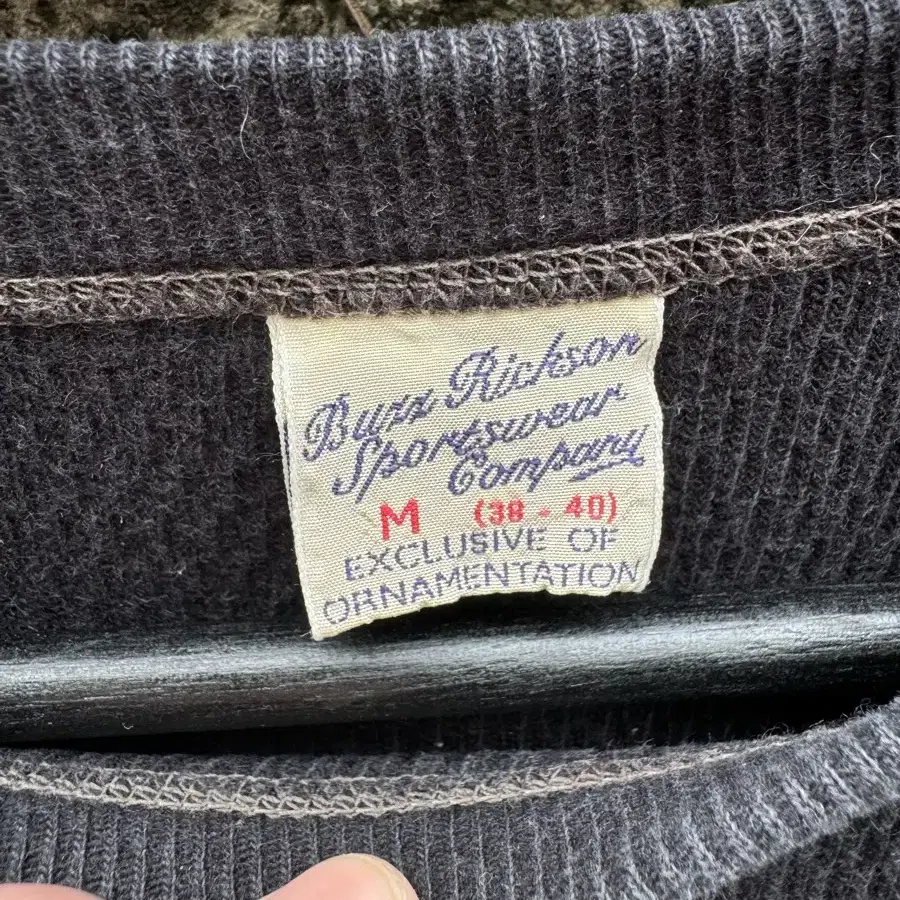 Buzz Rickson
Sportswear
Company
M (38 - 40)
EXCLUSIVE OF
ORNAMENTATION